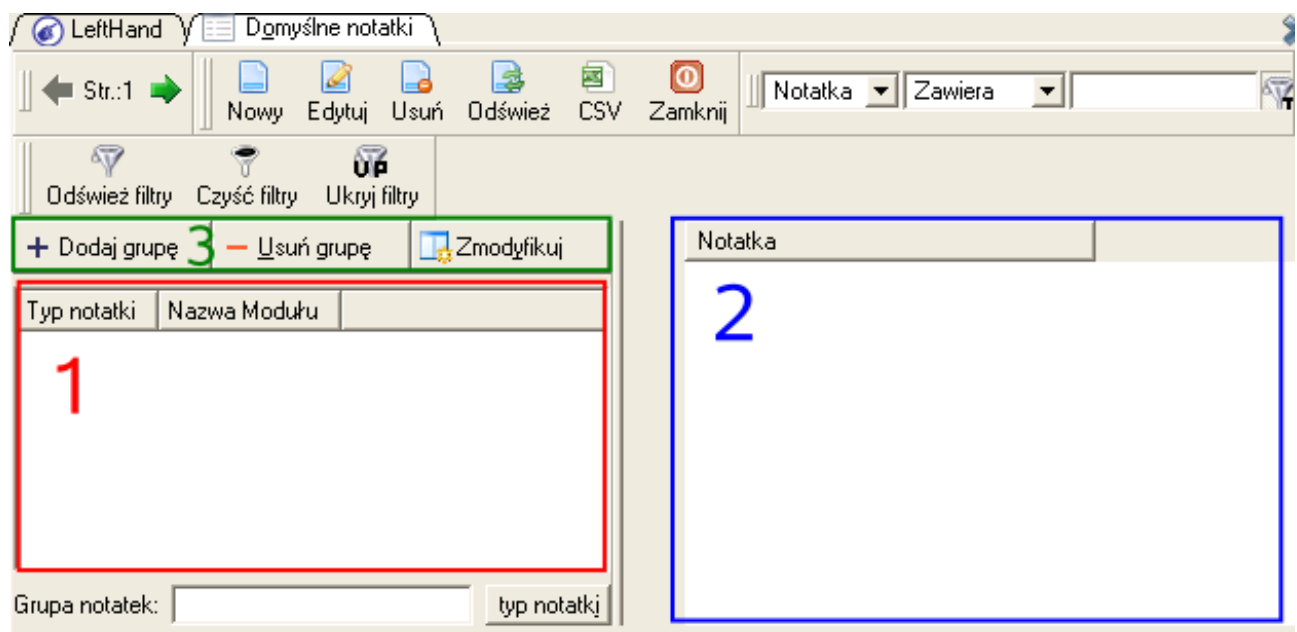 LeftHand Domyślne notatki
Str.:1 Nowy Edytuj Usuń Odśwież CSV Zamknij Notatka Zawiera T
Odśwież filtry Czyść filtry UP Ukryj filtry
Dodaj grupę 3 Usuń grupę Zmodyfikuj Notatka
Typ notatki Nazwa Modułu 2
1
Grupa notatek: typ notatki